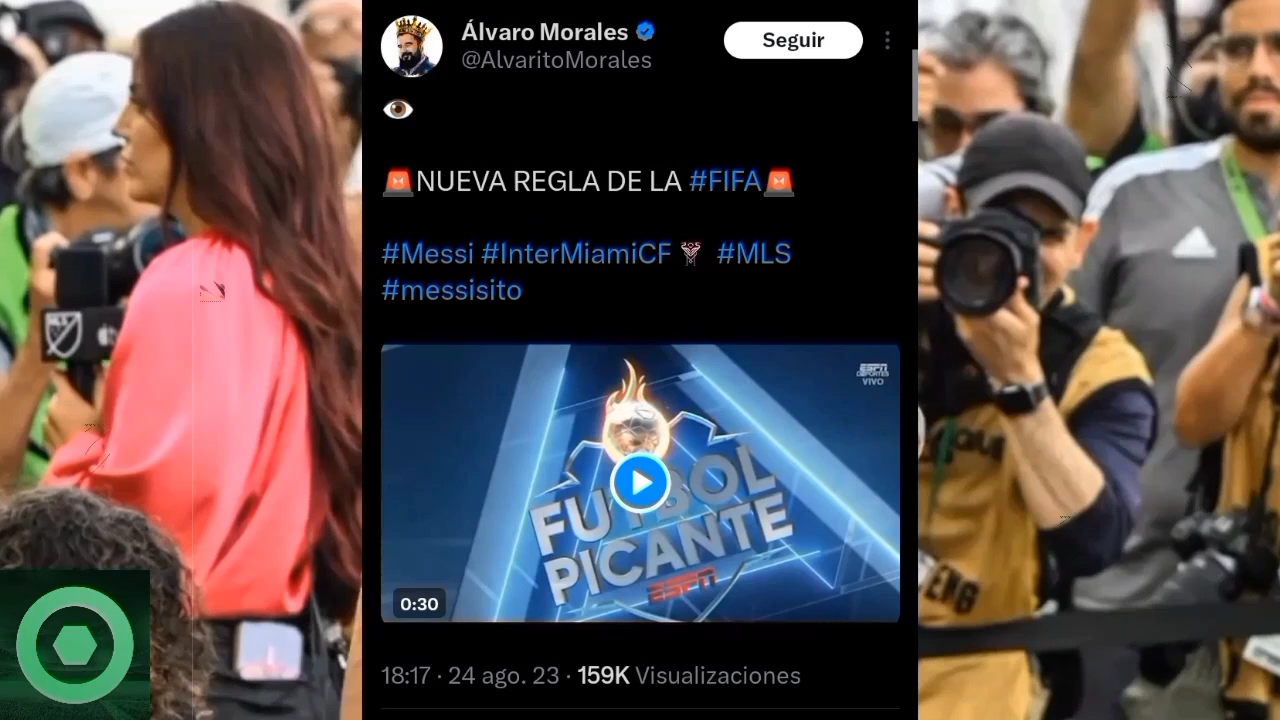 Álvaro Morales
@AlvaritoMorales
Seguir
👁
🚨NUEVA REGLA DE LA #FIFA🚨
#Messi #InterMiamiCF #MLS
#messisito
ESPN
DEPORTES
VIVO
FUTBOL
PICANTE
ESPN
0:30
18:17 · 24 ago. 23 · 159K Visualizaciones